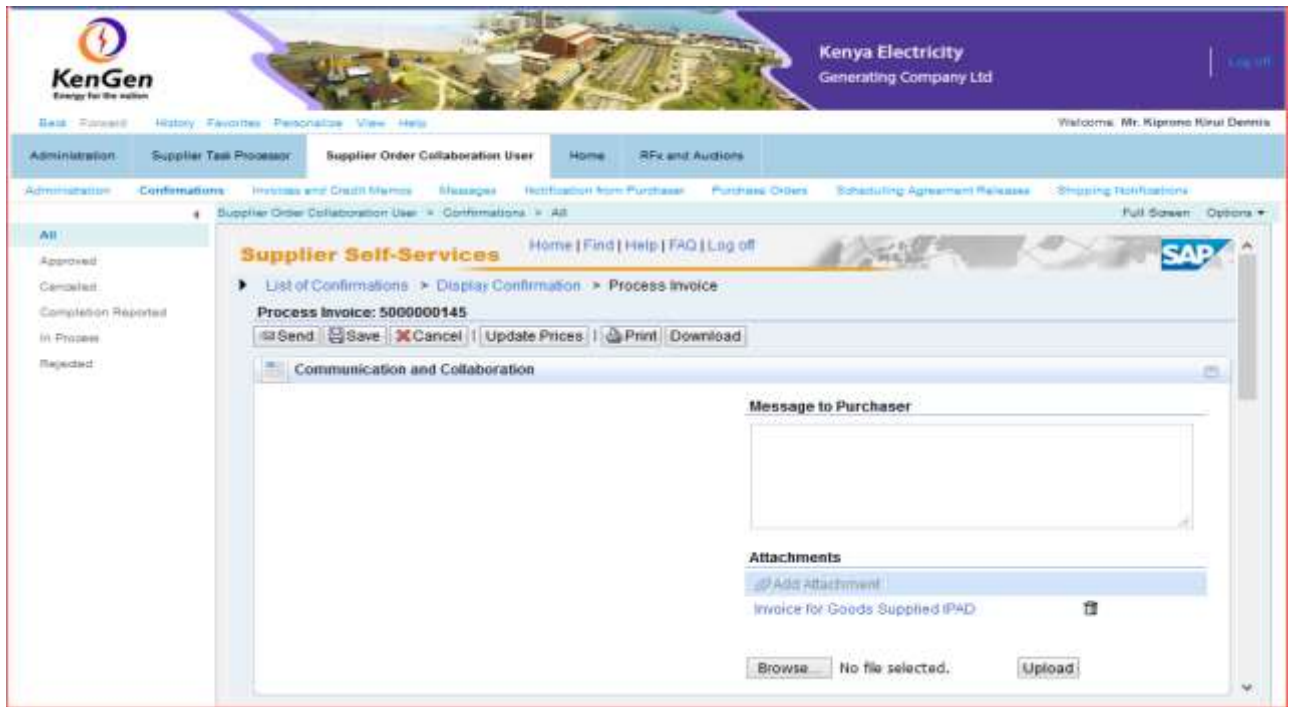 KenGen
Energy for the nation
Kenya Electricity
Generating Company Ltd
Log off
Back Forward History Favorites Personalize View Help Welcome: Mr. Kiprono Kirui Dennis
Administration Supplier Task Processor Supplier Order Collaboration User Home RFx and Auctions
Administration Confirmations Invoices and Credit Memos Messages Notification from Purchaser Purchase Orders Scheduling Agreement Releases Shipping Notifications
Supplier Order Collaboration User > Confirmations > All Full Screen Options
All
Approved
Canceled
Completion Reported
In Process
Rejected
Supplier Self-Services Home | Find | Help | FAQ | Log off SAP
List of Confirmations > Display Confirmation > Process Invoice
Process Invoice: 5000000145
Send Save Cancel | Update Prices | Print Download
Communication and Collaboration
Message to Purchaser
Attachments
Add Attachment
Invoice for Goods Supplied IPAD
Browse... No file selected. Upload